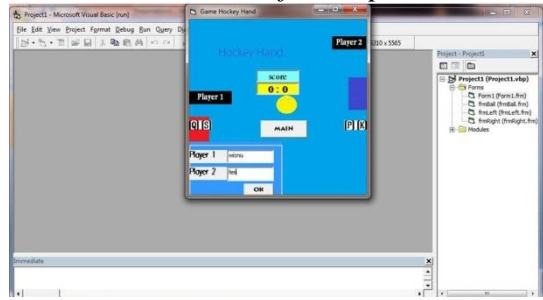 Project1 - Microsoft Visual Basic [run]
File Edit View Project Format Debug Run Query
Game Hockey Hand
Hockey Hand
Player 2
score
0 : 0
Player 1
Q S
MAIN
P K
Player 1 wisnu
Player 2
OK
5565
Project - Project1
Project1 (Project1.vbp)
Forms
Form1 (Form1.frm)
frmBall (frmBall.frm)
frmLeft (frmLeft.frm)
frmRight (frmRight.frm)
Modules
Immediate